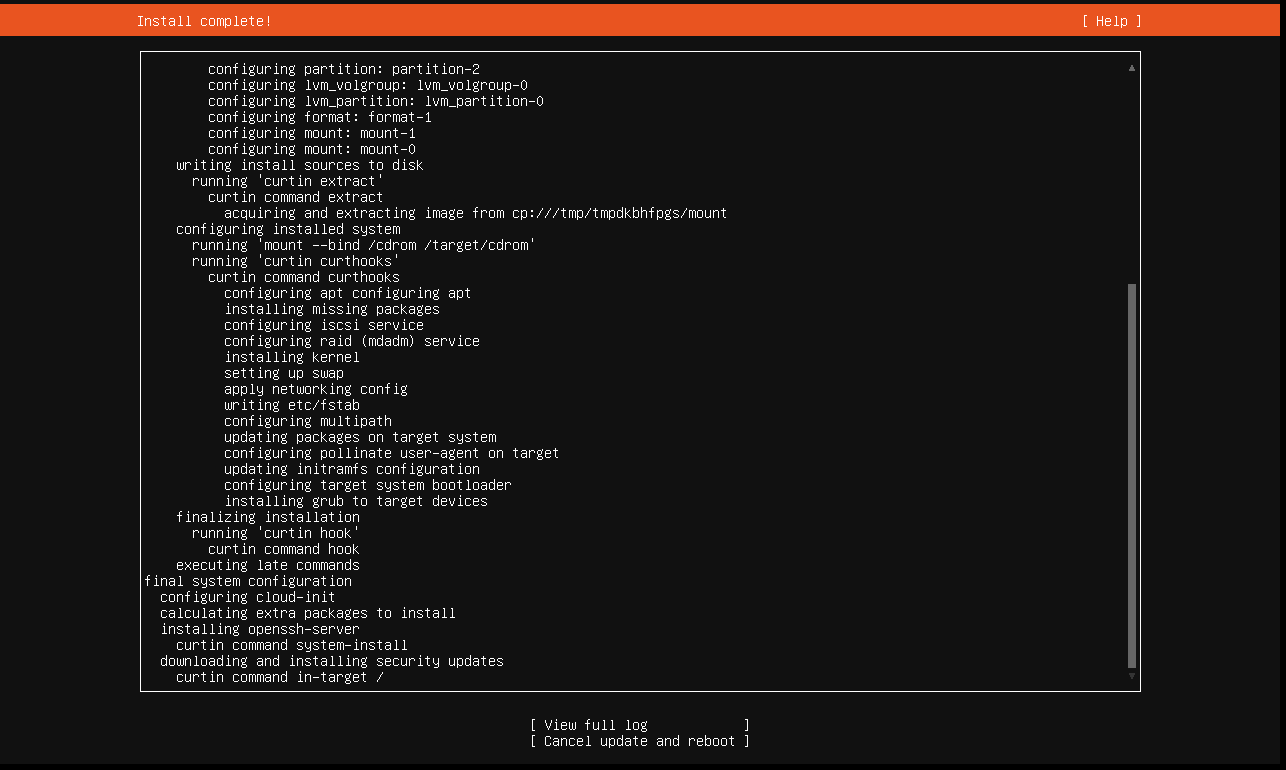 Install complete!
[ Help ]
configuring partition: partition-2
configuring lvm_volgroup: lvm_volgroup-0
configuring lvm_partition: lvm_partition-0
configuring format: format-1
configuring mount: mount-1
configuring mount: mount-0
writing install sources to disk
running 'curtin extract'
curtin command extract
acquiring and extracting image from cp:///tmp/tmpdkbhfpgs/mount
configuring installed system
running 'mount --bind /cdrom /target/cdrom'
running 'curtin curthooks'
curtin command curthooks
configuring apt configuring apt
installing missing packages
configuring iscsi service
configuring raid (mdadm) service
installing kernel
setting up swap
apply networking config
writing etc/fstab
configuring multipath
updating packages on target system
configuring pollinate user-agent on target
updating initramfs configuration
configuring target system bootloader
installing grub to target devices
finalizing installation
running 'curtin hook'
curtin command hook
executing late commands
final system configuration
configuring cloud-init
calculating extra packages to install
installing openssh-server
curtin command system-install
downloading and installing security updates
curtin command in-target /
[ View full log ]
[ Cancel update and reboot ]